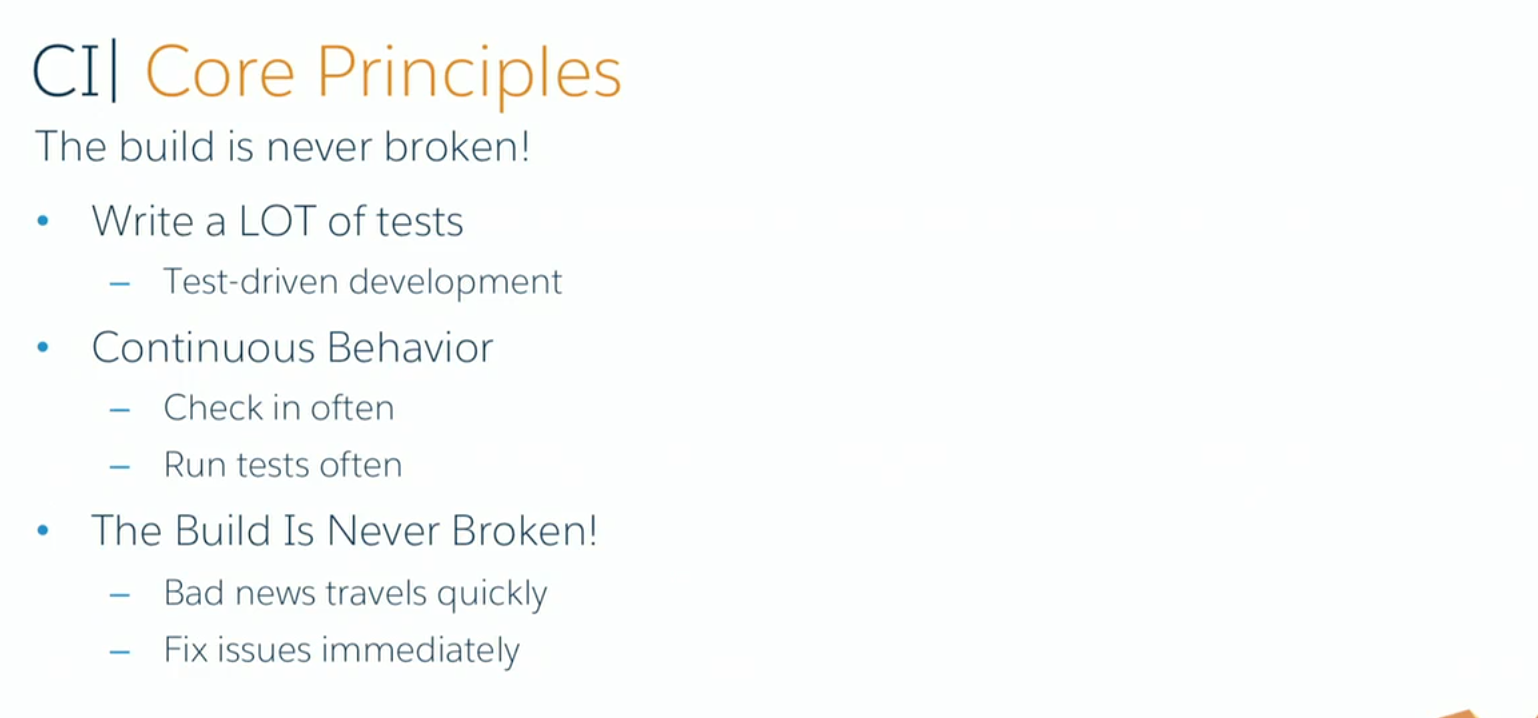 CI| Core Principles
The build is never broken!
• Write a LOT of tests
– Test-driven development
• Continuous Behavior
– Check in often
– Run tests often
• The Build Is Never Broken!
– Bad news travels quickly
– Fix issues immediately